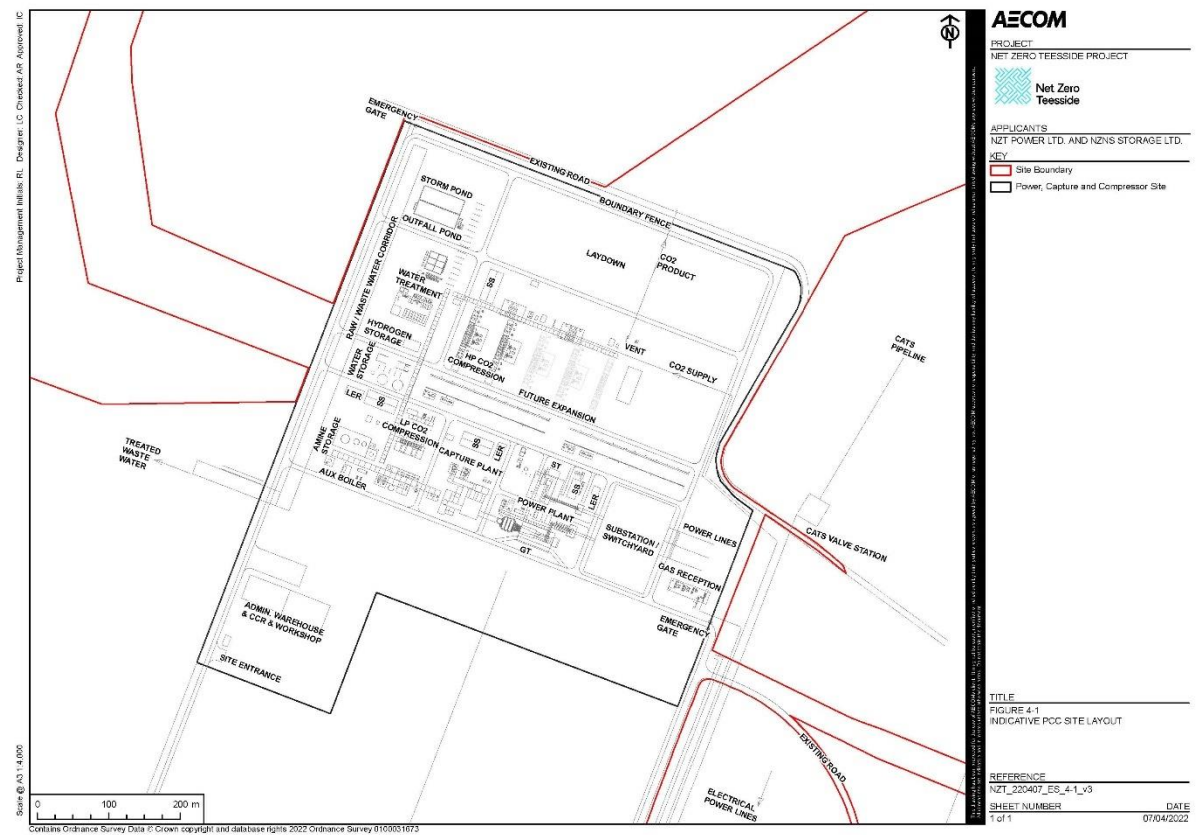 Project Management Initials: RL Designer: LC Checked: AR Approved: IC
Scale @ A3 1:4,000
N
EMERGENCY
GATE
EXISTING ROAD
BOUNDARY FENCE
STORM POND
OUTFALL POND
LAYDOWN
CO2
PRODUCT
RAW / WASTE WATER CORRIDOR
WATER
TREATMENT
SS
HYDROGEN
STORAGE
WATER
STORAGE
HP CO2
COMPRESSION
VENT
CO2 SUPPLY
FUTURE EXPANSION
CATS
PIPELINE
LER
SS
LP CO2
COMPRESSION
AMINE
STORAGE
SS
LER
CAPTURE PLANT
AUX BOILER
ST
SS
LER
POWER PLANT
GT
SUBSTATION /
SWITCHYARD
POWER LINES
GAS RECEPTION
CATS VALVE STATION
TREATED
WASTE
WATER
EMERGENCY
GATE
ADMIN, WAREHOUSE
& CCR & WORKSHOP
SITE ENTRANCE
EXISTING ROAD
ELECTRICAL
POWER LINES
0 100 200 m
Contains Ordnance Survey Data © Crown copyright and database rights 2022 Ordnance Survey 0100031673
AECOM
PROJECT
NET ZERO TEESSIDE PROJECT
Net Zero
Teesside
APPLICANTS
NZT POWER LTD. AND NZNS STORAGE LTD.
KEY
Site Boundary
Power, Capture and Compressor Site
TITLE
FIGURE 4-1
INDICATIVE PCC SITE LAYOUT
REFERENCE
NZT_220407_ES_4-1_v3
SHEET NUMBER DATE
1 of 1 07/04/2022